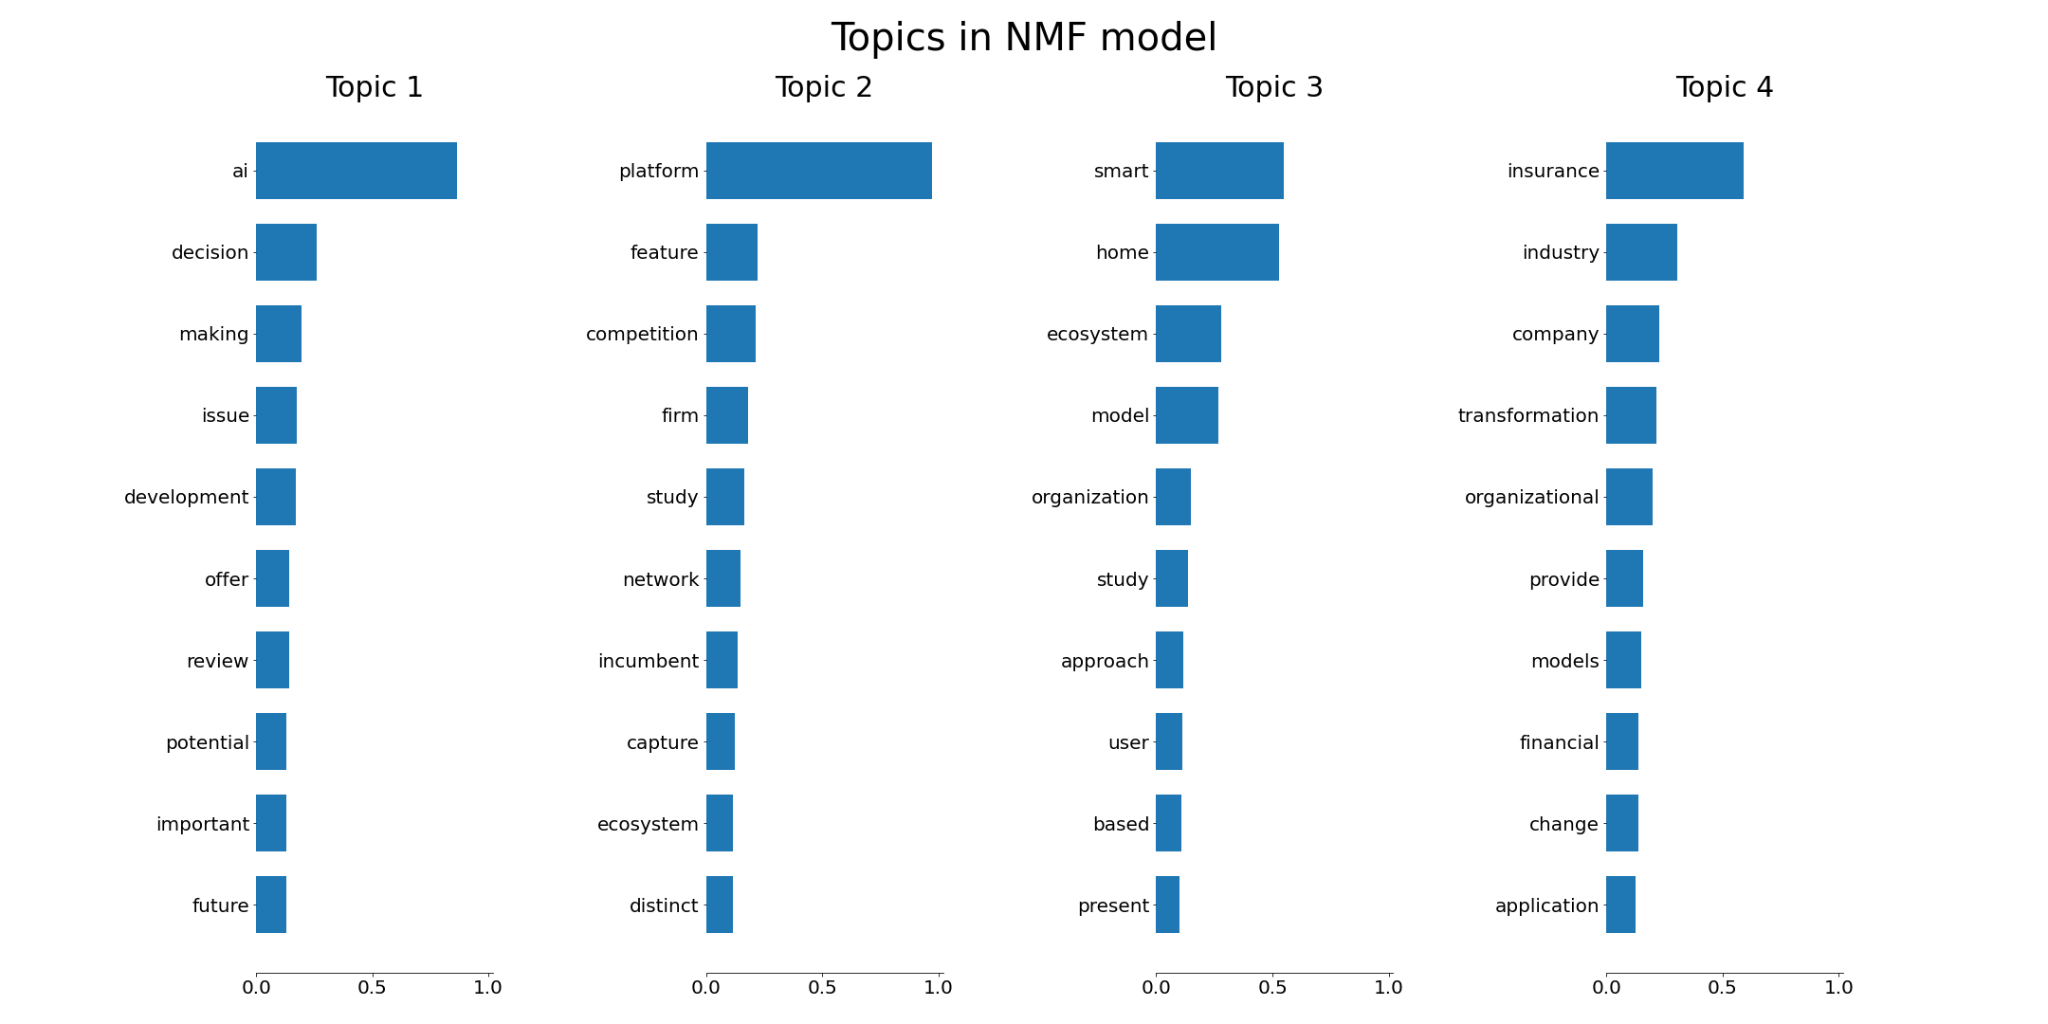 Topics in NMF model
Topic 1
ai
decision
making
issue
development
offer
review
potential
important
future
0.0 0.5 1.0
Topic 2
platform
feature
competition
firm
study
network
incumbent
capture
ecosystem
distinct
0.0 0.5 1.0
Topic 3
smart
home
ecosystem
model
organization
study
approach
user
based
present
0.0 0.5 1.0
Topic 4
insurance
industry
company
transformation
organizational
provide
models
financial
change
application
0.0 0.5 1.0